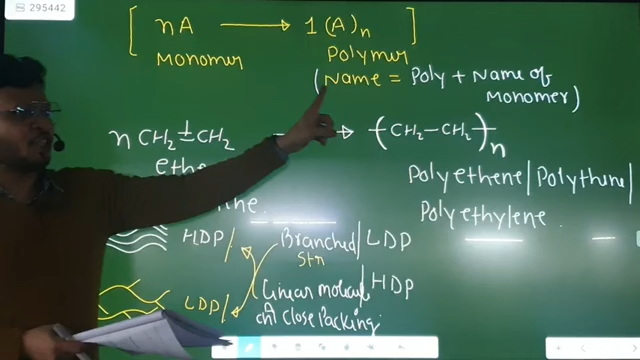 295442
[ nA ⟶ 1 (A)n ]
Monomer Polymer
(Name = Poly + Name of
Monomer)
n CH2 ╪ CH2 ⟶ (CH2-CH2)n
ethe
Polyethene/Polythene/
Polyethylene
HDP/ Branched/LDP
Str
LDP/ Linear molecule/HDP
Close Packing